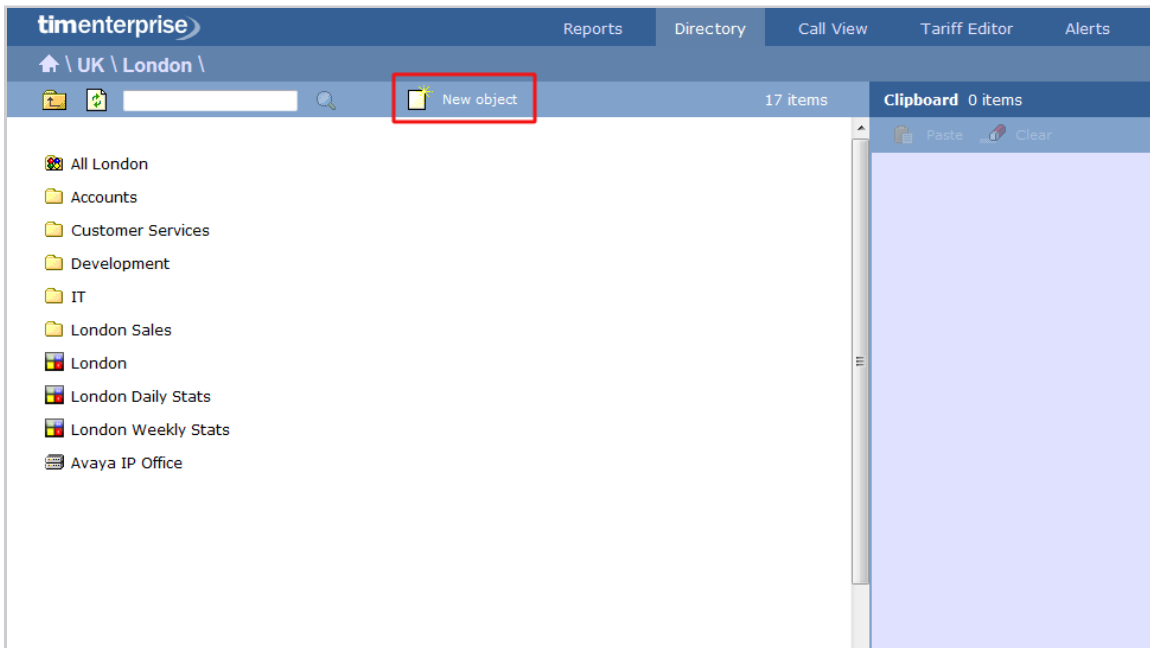 timenterprise
Reports Directory Call View Tariff Editor Alerts
\ UK \ London \
New object 17 items Clipboard 0 items
Paste Clear
All London
Accounts
Customer Services
Development
IT
London Sales
London
London Daily Stats
London Weekly Stats
Avaya IP Office